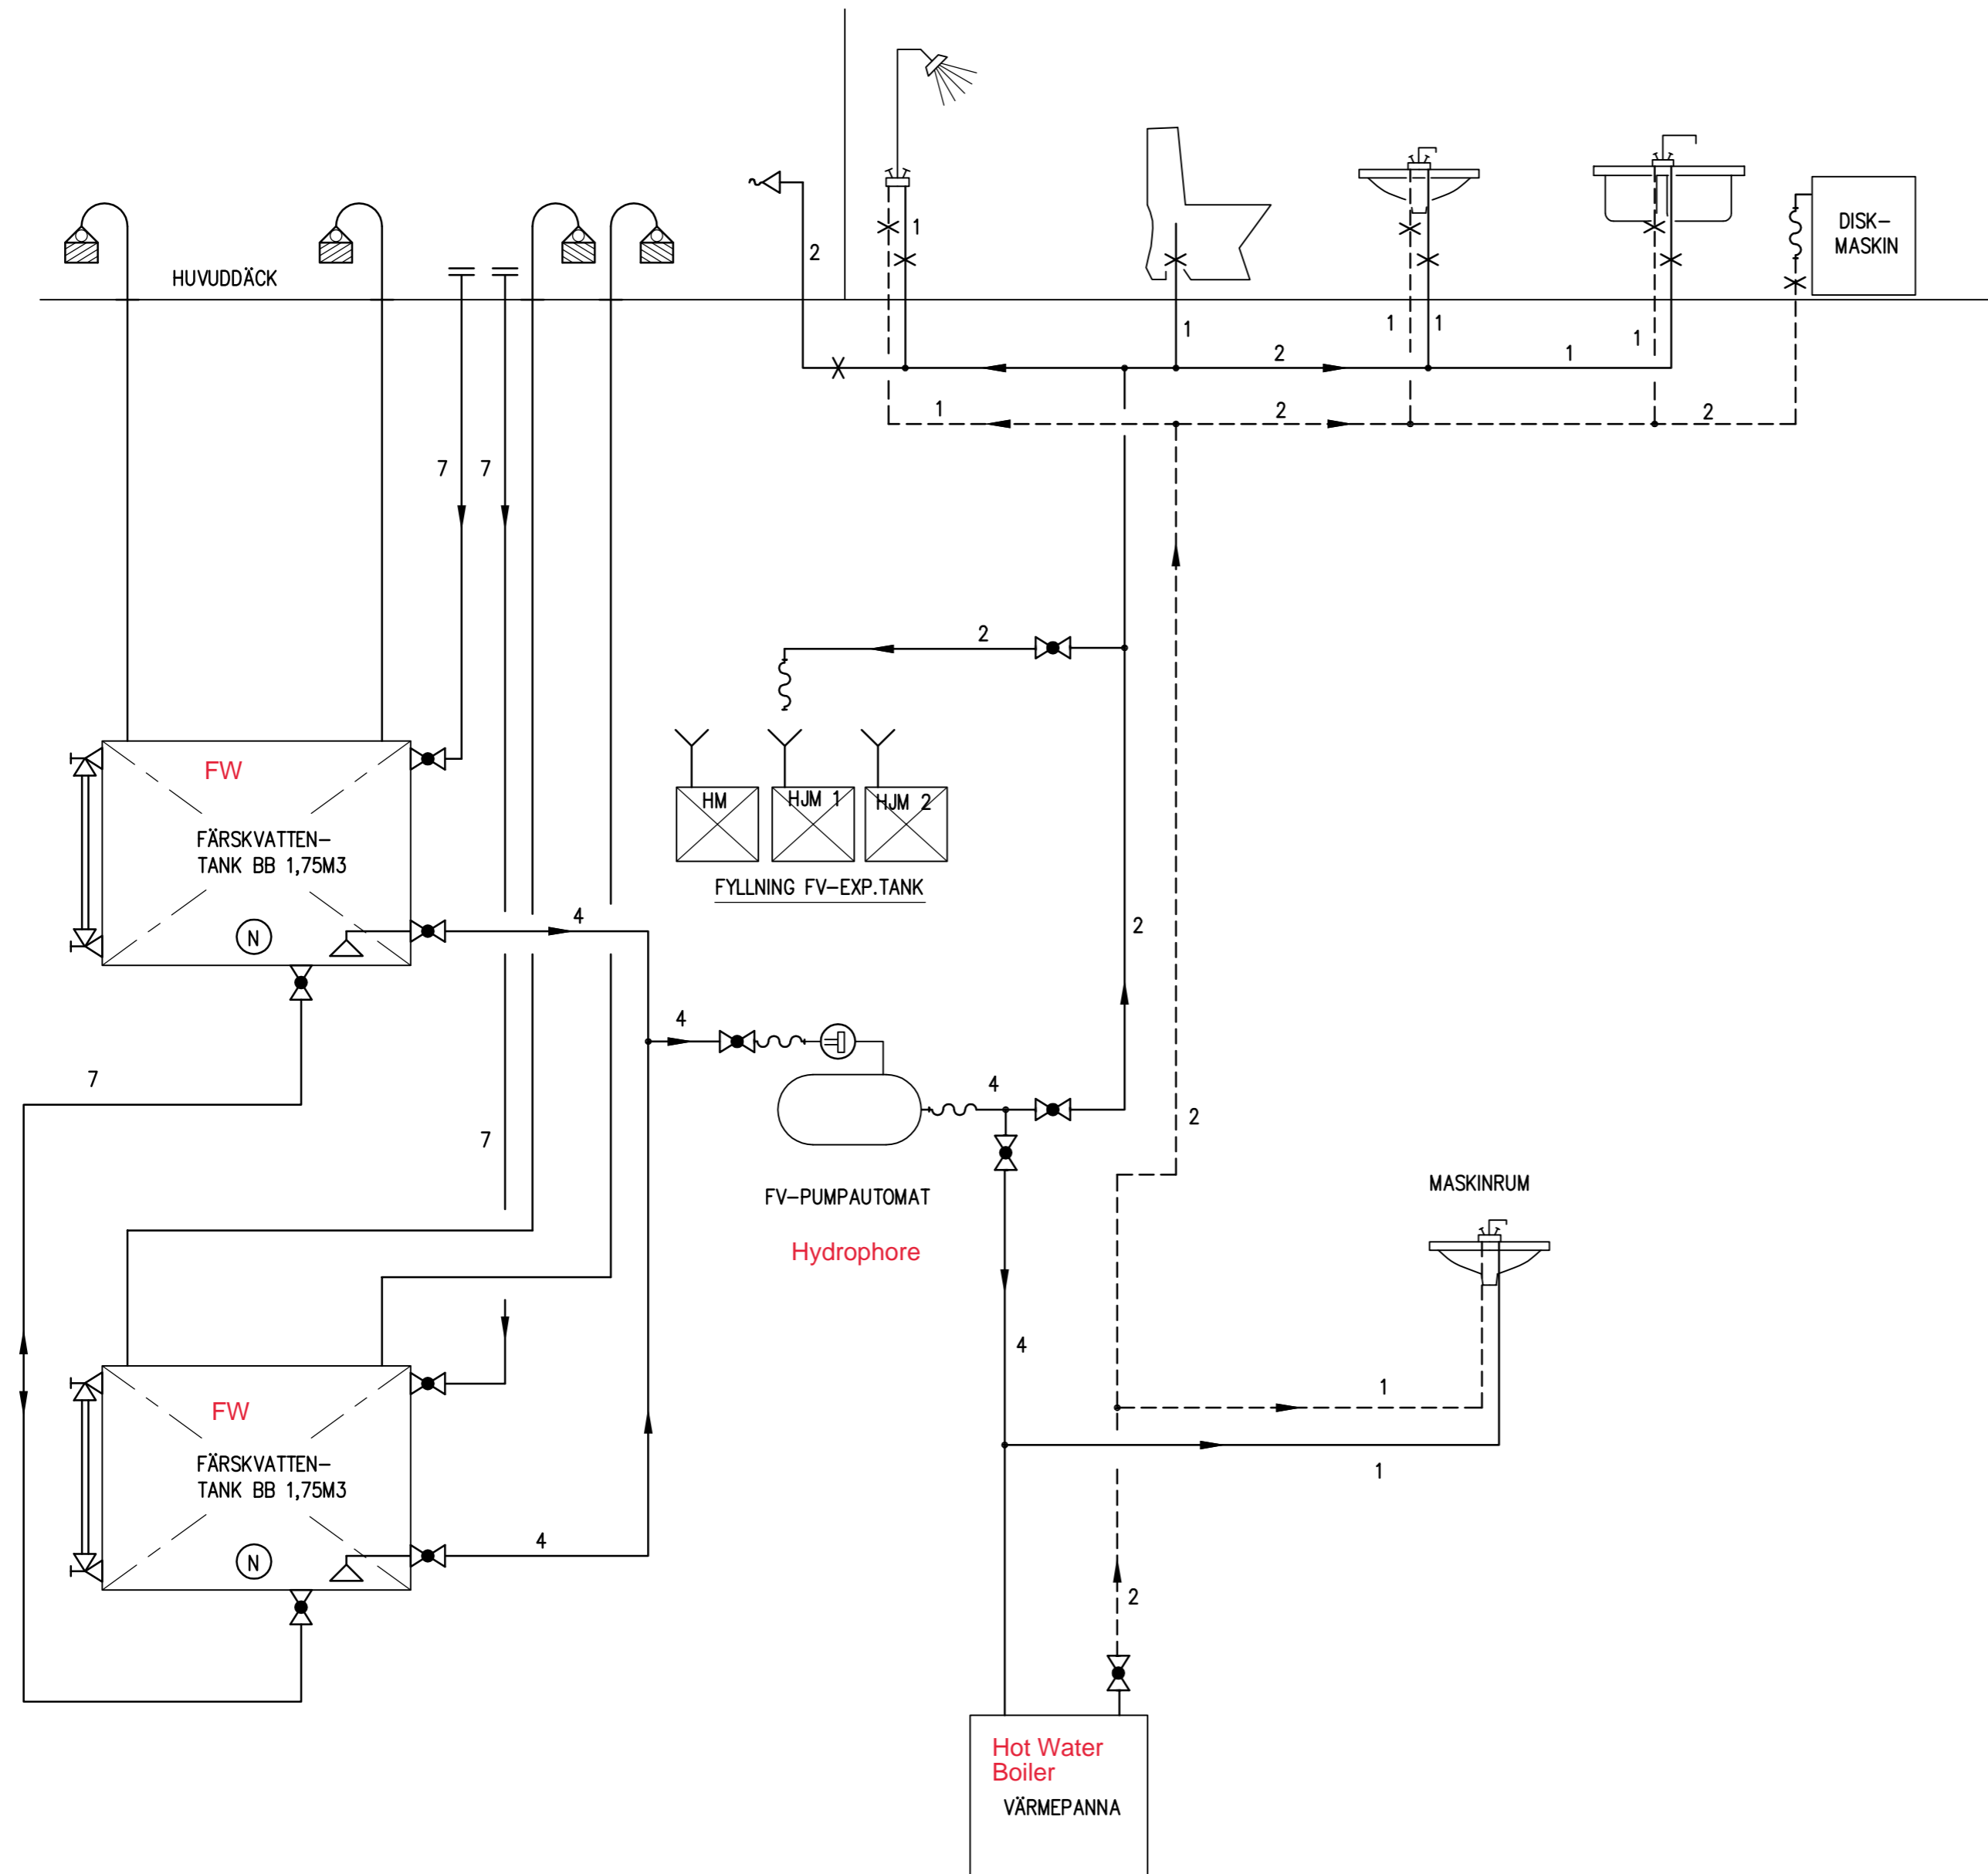 2
1
DISK-
MASKIN
HUVUDDÄCK
1
2
1
1
1
1
1
2
2
7
7
2
FW
HM
HJM 1
HJM 2
FÄRSKVATTEN-
TANK BB 1,75M3
FYLLNING FV-EXP.TANK
4
2
N
4
7
4
2
7
FV-PUMPAUTOMAT
MASKINRUM
Hydrophore
4
1
FW
FÄRSKVATTEN-
TANK BB 1,75M3
1
4
N
2
Hot Water
Boiler
VÄRMEPANNA